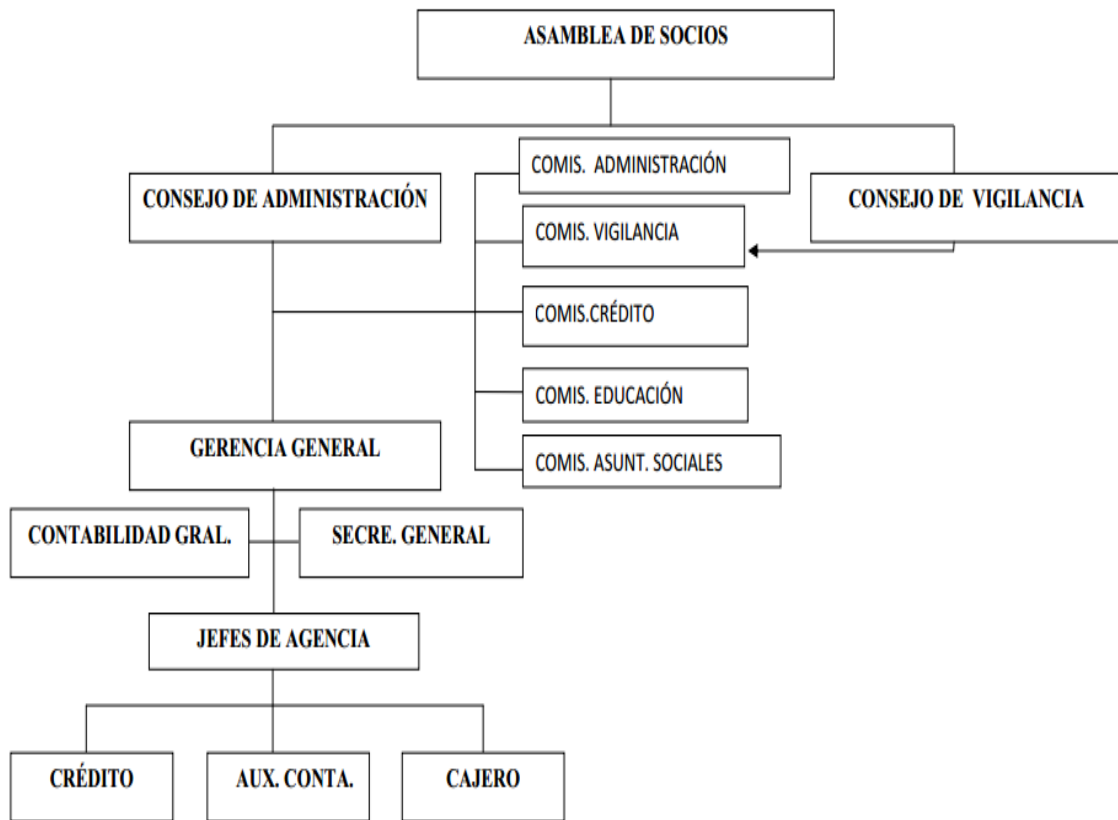 ASAMBLEA DE SOCIOS
COMIS. ADMINISTRACIÓN
CONSEJO DE ADMINISTRACIÓN
CONSEJO DE VIGILANCIA
COMIS. VIGILANCIA
COMIS.CRÉDITO
COMIS. EDUCACIÓN
GERENCIA GENERAL
COMIS. ASUNT. SOCIALES
CONTABILIDAD GRAL.
SECRE. GENERAL
JEFES DE AGENCIA
CRÉDITO
AUX. CONTA.
CAJERO